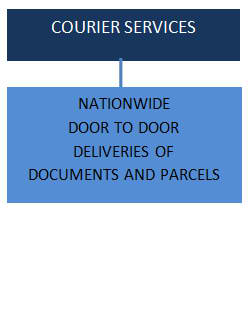 COURIER SERVICES
NATIONWIDE
DOOR TO DOOR
DELIVERIES OF
DOCUMENTS AND PARCELS